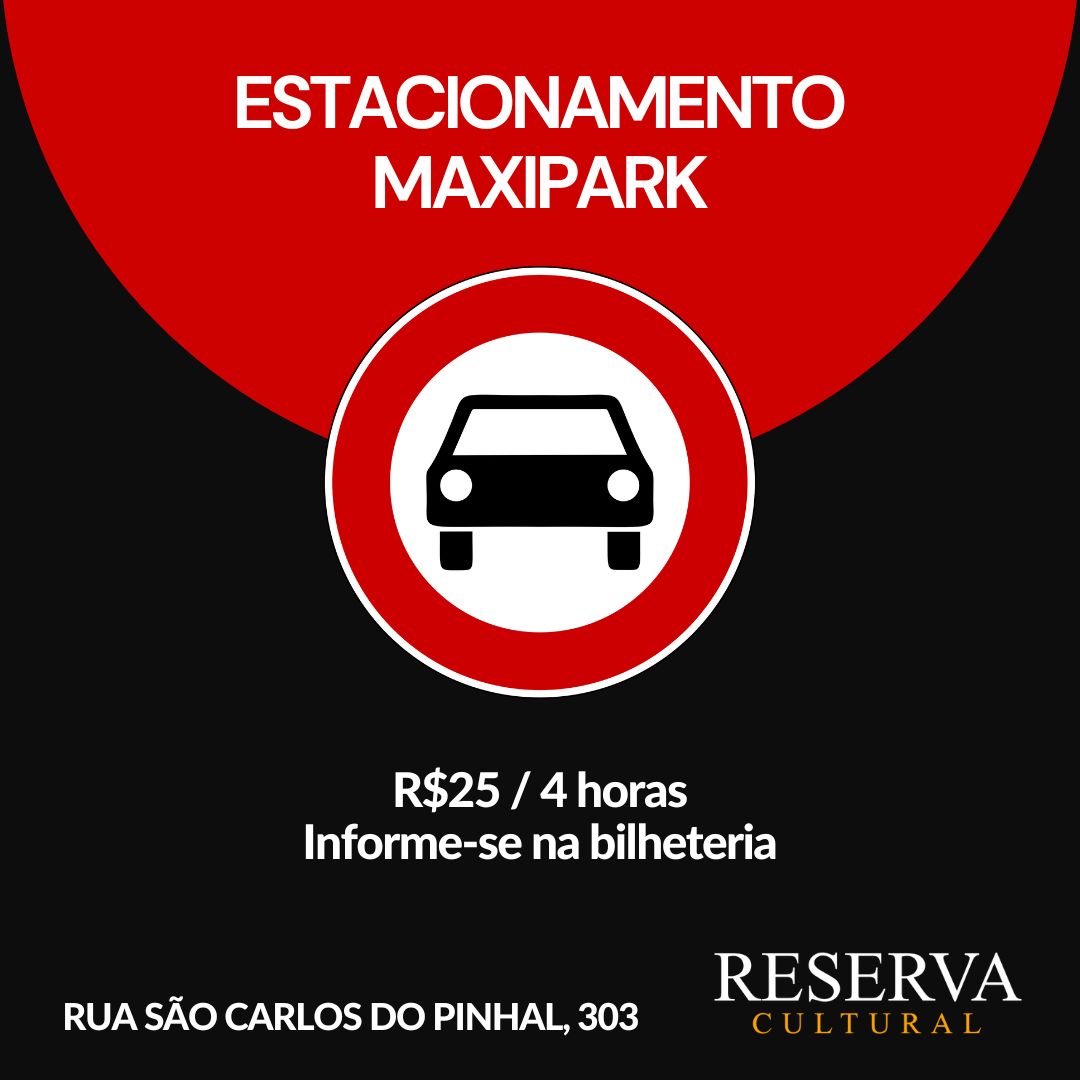 ESTACIONAMENTO
MAXIPARK
R$25 / 4 horas
Informe-se na bilheteria
RUA SÃO CARLOS DO PINHAL, 303
RESERVA
CULTURAL